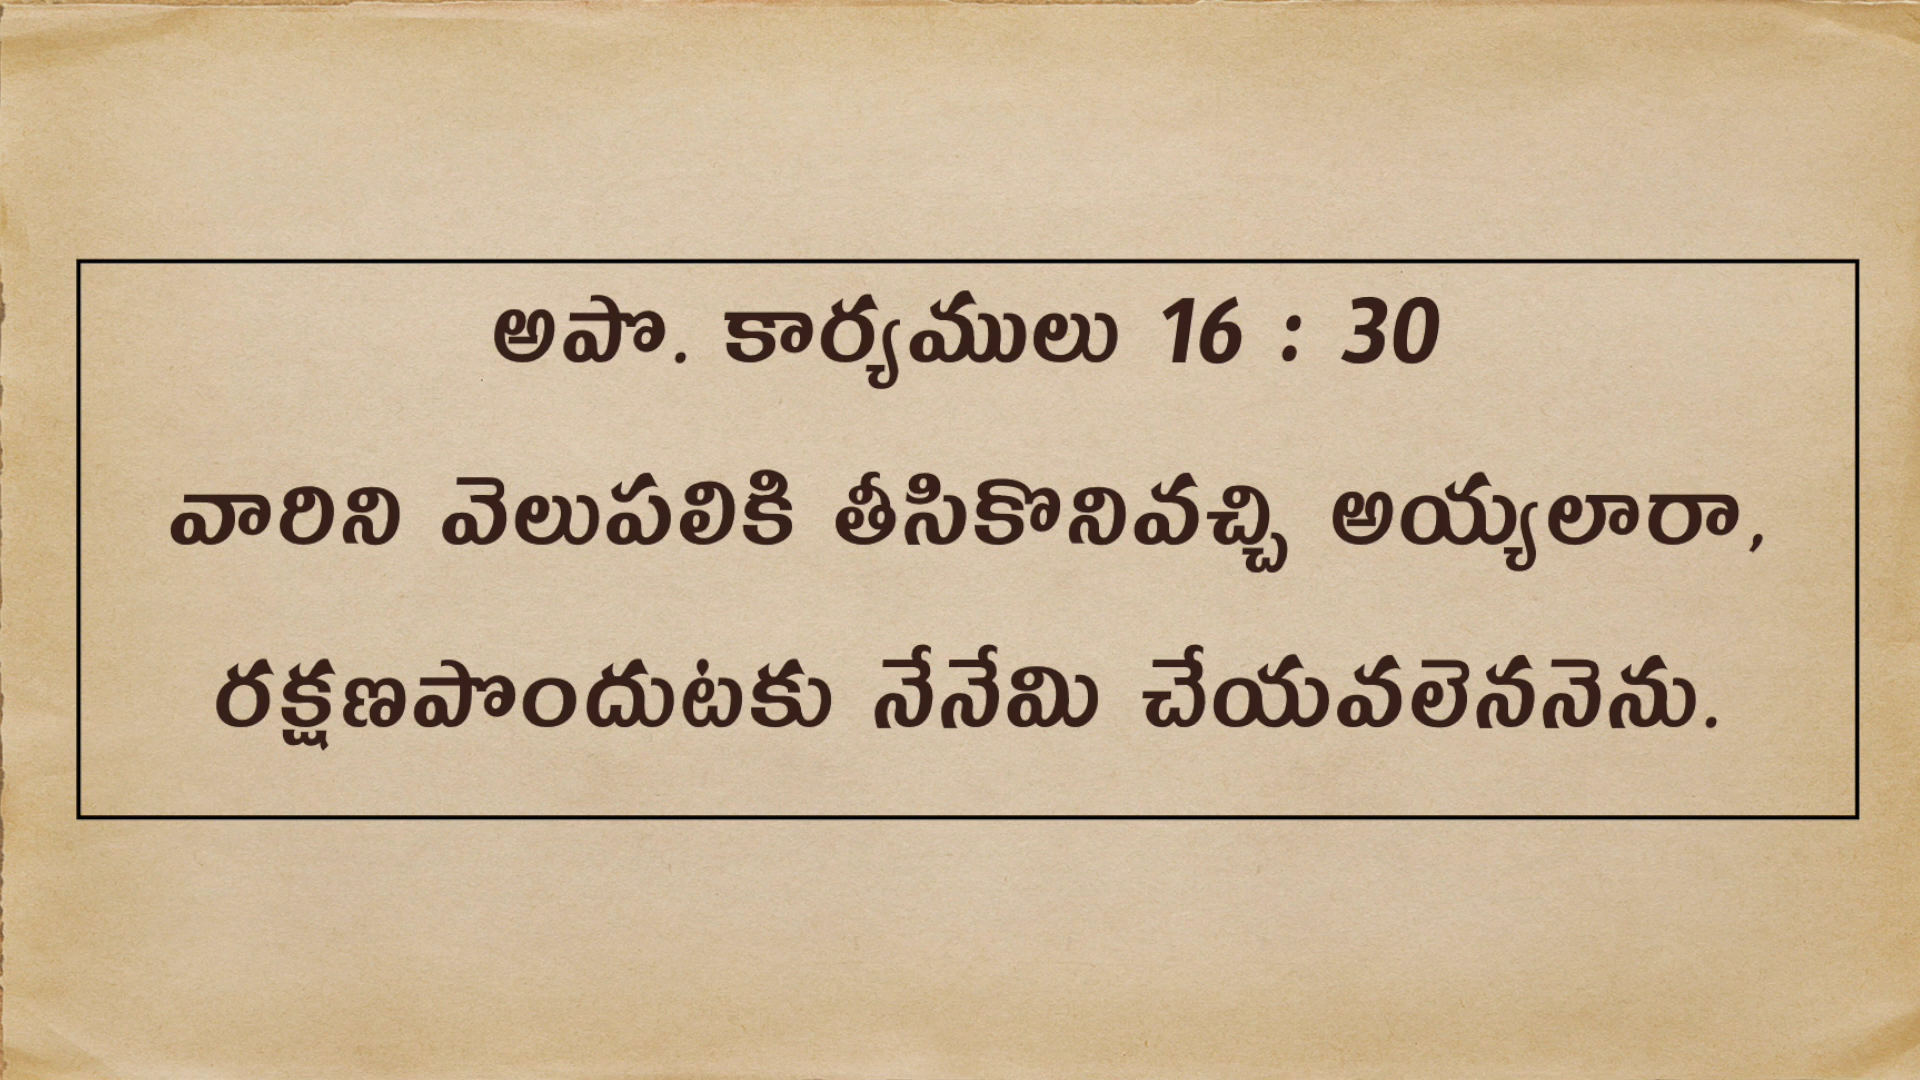 అపొ. కార్యములు 16 : 30
వారిని వెలుపలికి తీసికొనివచ్చి అయ్యలారా,
రక్షణపొందుటకు నేనేమి చేయవలెననెను.